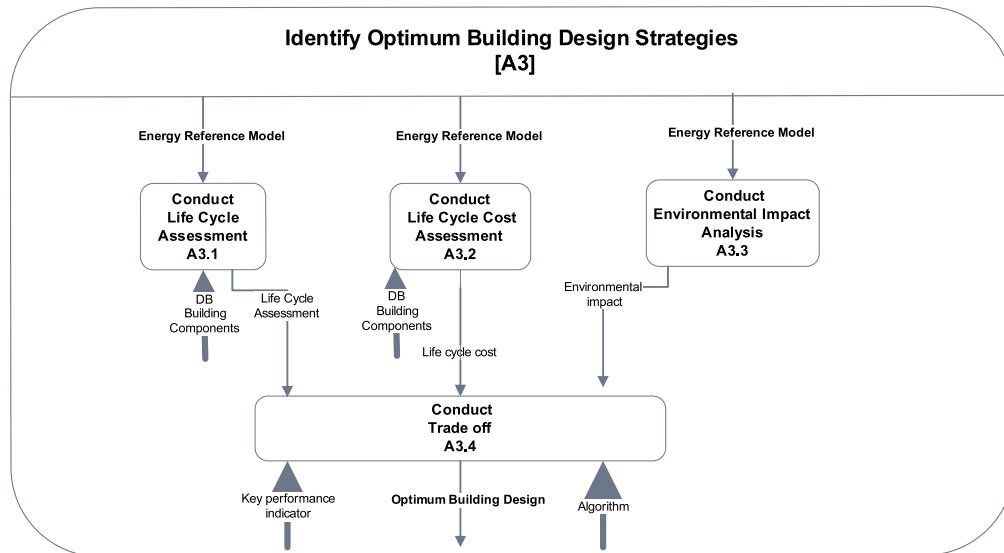 Identify Optimum Building Design Strategies
[A3]
Energy Reference Model
Energy Reference Model
Energy Reference Model
Conduct
Life Cycle
Assessment
A3.1
Conduct
Life Cycle Cost
Assessment
A3.2
Conduct
Environmental Impact
Analysis
A3.3
DB
Building
Components
Life Cycle
Assessment
DB
Building
Components
Life cycle cost
Environmental
impact
Conduct
Trade off
A3.4
Key performance
indicator
Optimum Building Design
Algorithm